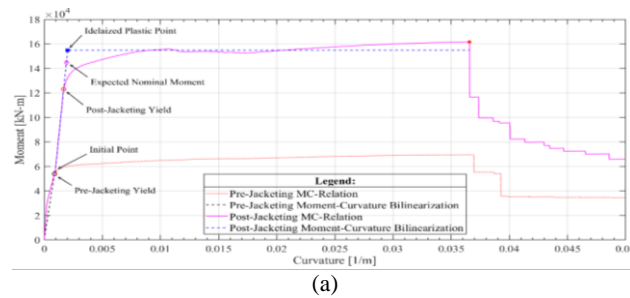 × 10⁴
18
16
14
12
10
8
6
4
2
0
Moment [kN-m]
Idelaized Plastic Point
Expected Nominal Moment
Post-Jacketing Yield
Initial Point
Pre-Jacketing Yield
Legend:
Pre-Jacketing MC-Relation
Pre-Jacketing Moment-Curvature Bilinearization
Post-Jacketing MC-Relation
Post-Jacketing Moment-Curvature Bilinearization
0 0.005 0.01 0.015 0.02 0.025 0.03 0.035 0.04 0.045 0.0
Curvature [1/m]
(a)